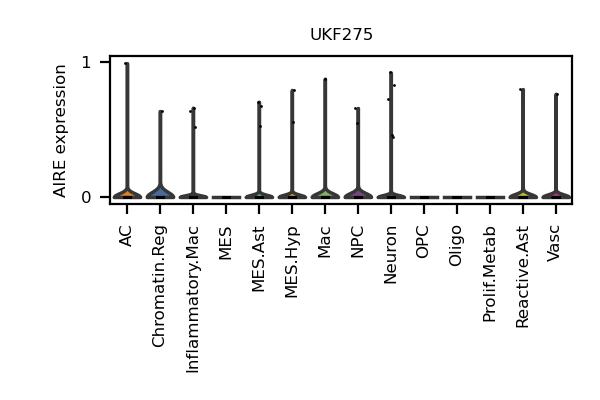 UKF275
AIRE expression
1
0
AC
Chromatin.Reg
Inflammatory.Mac
MES
MES.Ast
MES.Hyp
Mac
NPC
Neuron
OPC
Oligo
Prolif.Metab
Reactive.Ast
Vasc